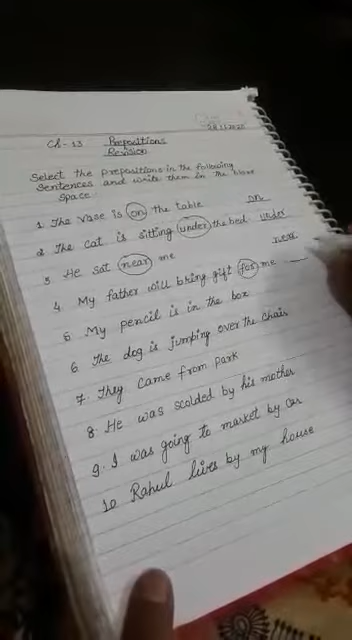 Ch-13 Prepositions
Revision
Select the prepositions in the following
sentences and write them in the blank
space.
1. The vase is on the table on
2 The cat is sitting under the bed under
3 He sat near me near
4. My father will bring gift for me
5 My pencil is in the box
6 The dog is jumping over the chair
7. They came from park
8. He was scolded by his mother
9. I was going to market by car
10 Rahul lives by my house